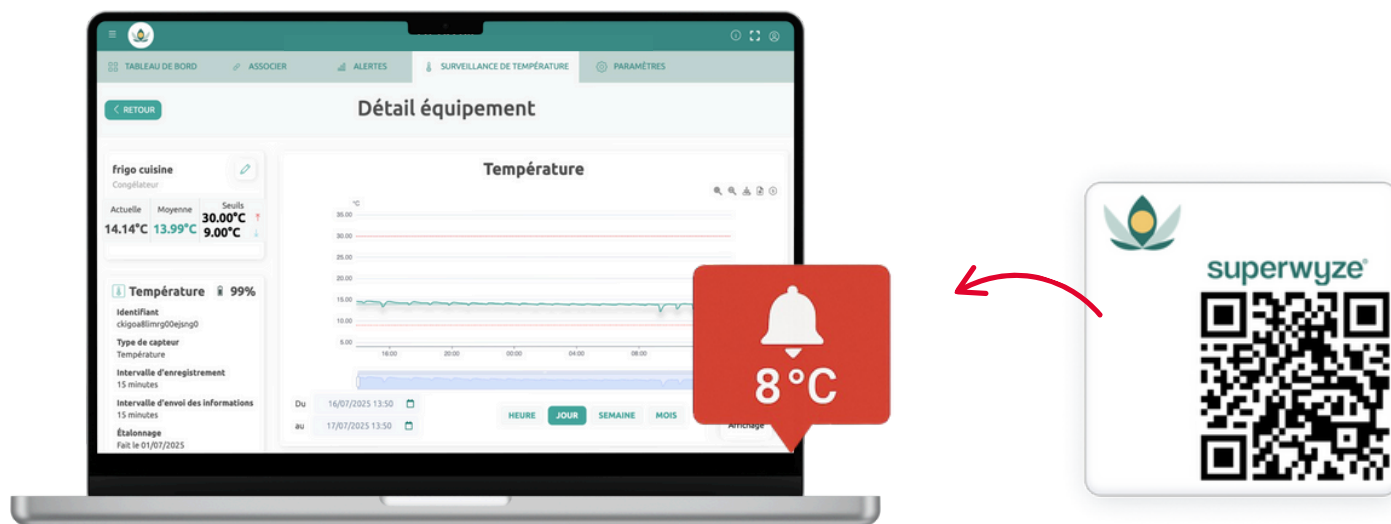 TABLEAU DE BORD
ASSOCIER
ALERTES
SURVEILLANCE DE TEMPÉRATURE
PARAMÈTRES
< RETOUR
Détail équipement
frigo cuisine
Congélateur
Actuelle
Moyenne
Seuils
14.14°C
13.99°C
30.00°C ↑
9.00°C ↓
Température 99%
Identifiant
Type de capteur
Température
Intervalle d'enregistrement
15 minutes
Intervalle d'envoi des informations
15 minutes
Étalonnage
Fait le 01/07/2025
Température
°C
35.00
30.00
25.00
20.00
15.00
10.00
5.00
16:00
20:00
00:00
04:00
08:00
Du 16/07/2025 13:50
au 17/07/2025 13:50
HEURE
JOUR
SEMAINE
MOIS
Affichage
8°C
superwyze®